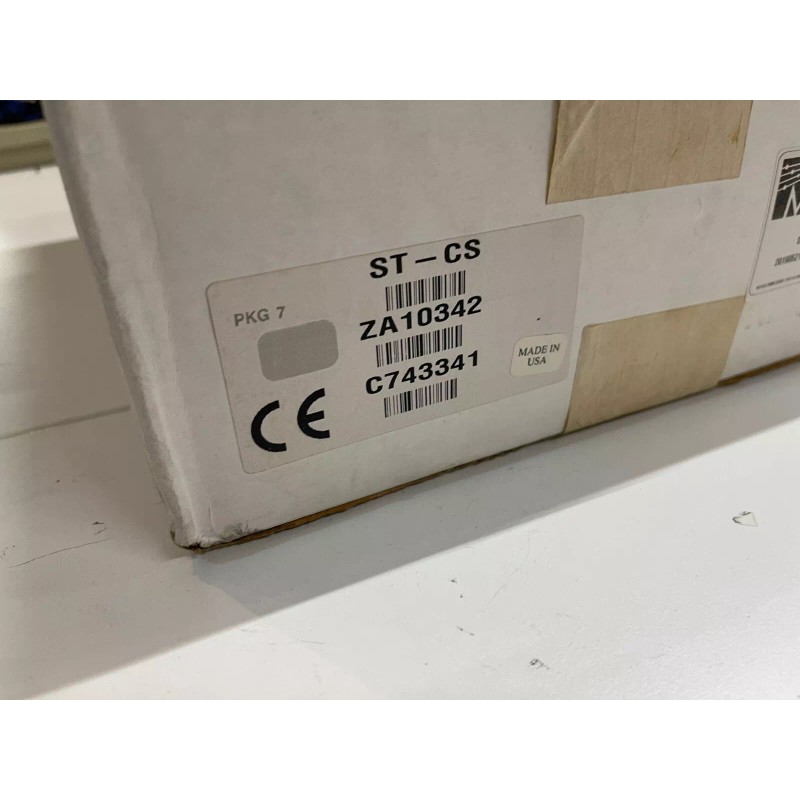 ST-CS
PKG 7
ZA10342
C743341
MADE IN
USA
CE